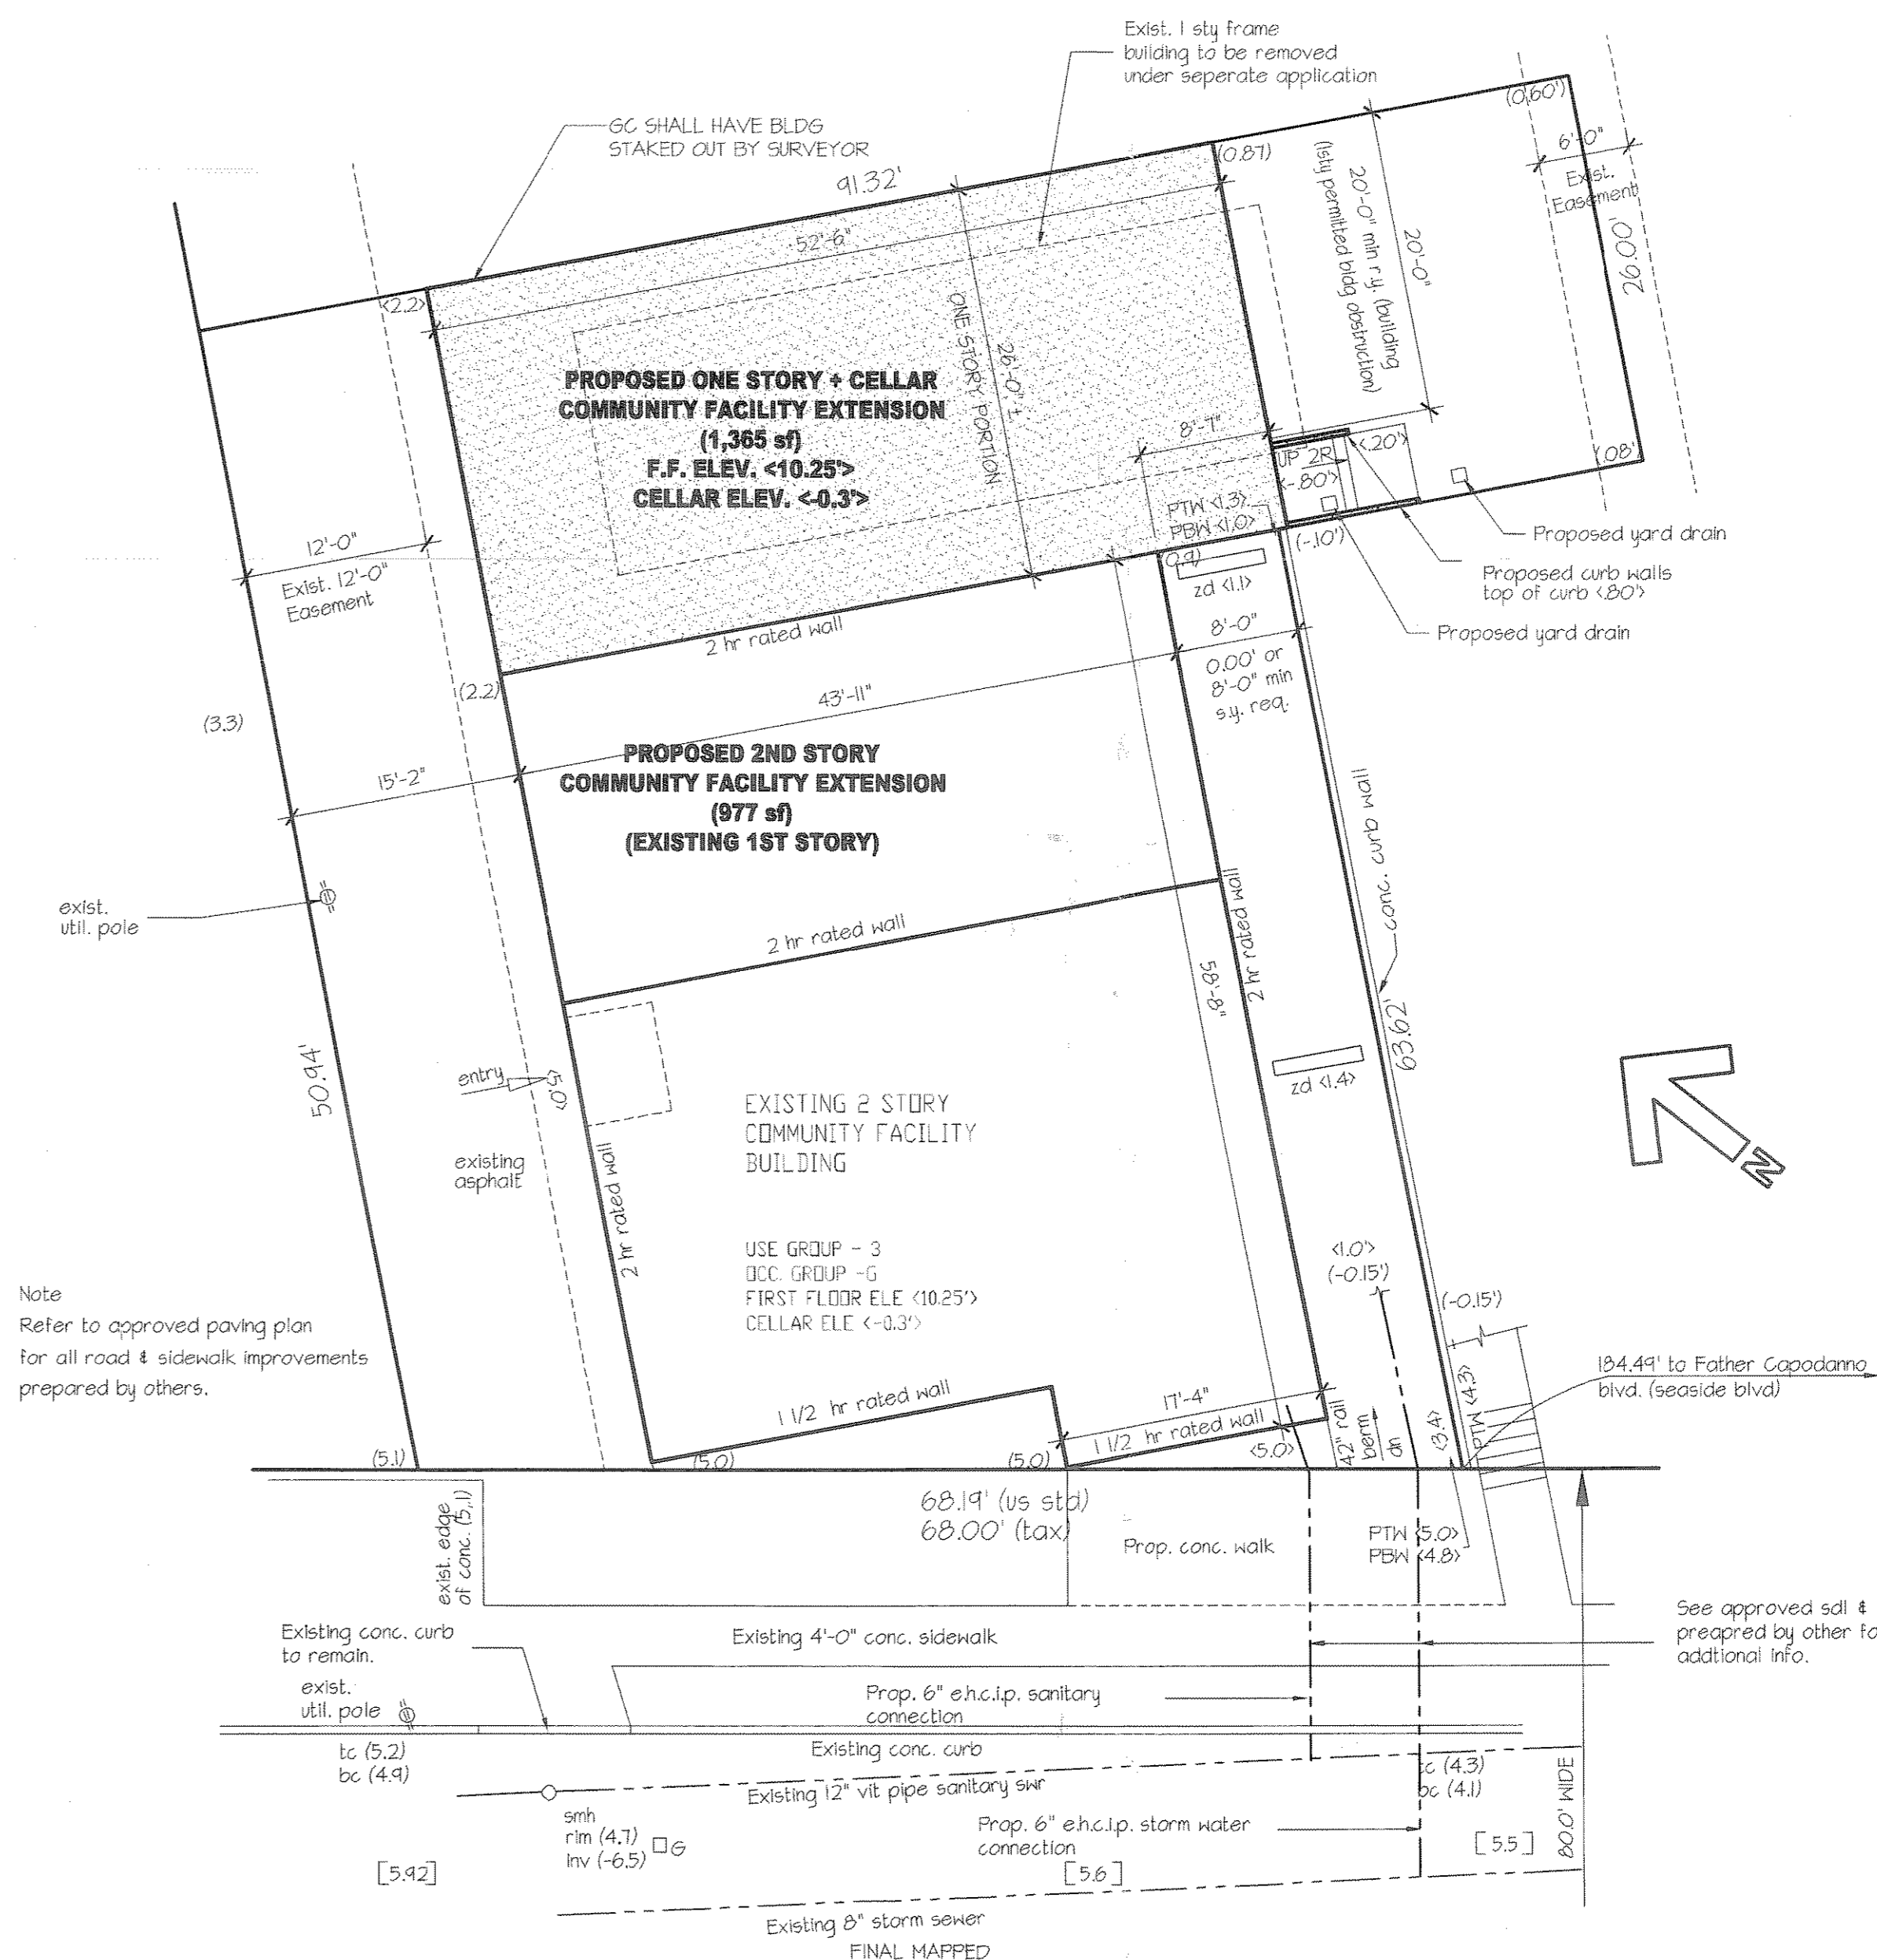 Exist. 1 sty frame
building to be removed
under seperate application
GC SHALL HAVE BLDG
STAKED OUT BY SURVEYOR
91.32'
(0.87)
(0.60')
6'-0"
Exist.
Easement
26.00'
20'-0" min r.y. (building
(1sty permitted bldg obstruction)
20'-0"
52'-6"
<2.2>
ONE STORY PORTION
26'-0"±
PROPOSED ONE STORY + CELLAR
COMMUNITY FACILITY EXTENSION
(1,365 sf)
F.F. ELEV. <10.25'>
CELLAR ELEV. <-0.3'>
8'-7"
UP 2R
<.20'>
<-.80'>
(.08')
PTW <1.3>
PBW <1.0>
(-.10')
Proposed yard drain
Proposed curb walls
top of curb <.80'>
Proposed yard drain
12'-0"
Exist. 12'-0"
Easement
(0.9)
zd <1.1>
8'-0"
0.00' or
8'-0" min
s.y. req.
2 hr rated wall
(2.2)
(3.3)
43'-11"
15'-2"
PROPOSED 2ND STORY
COMMUNITY FACILITY EXTENSION
(977 sf)
(EXISTING 1ST STORY)
conc. curb wall
63.62'
exist.
util. pole
2 hr rated wall
2 hr rated wall
58'-8"
50.94'
entry
<5.0>
existing
asphalt
2 hr rated wall
EXISTING 2 STORY
COMMUNITY FACILITY
BUILDING
USE GROUP - 3
OCC. GROUP -G
FIRST FLOOR ELE <10.25'>
CELLAR ELE <-0.3'>
zd <1.4>
N
<1.0'>
(-0.15')
(-0.15')
Note
Refer to approved paving plan
for all road & sidewalk improvements
prepared by others.
184.49' to Father Capodanno
blvd. (seaside blvd)
1 1/2 hr rated wall
17'-4"
1 1/2 hr rated wall
42" rail
berm
dn
<3.4>
PTW <4.3>
(5.1)
(5.0)
(5.0)
<5.0>
exist. edge
of conc. (5.1)
68.19' (us std)
68.00' (tax)
Prop. conc. walk
PTW <5.0>
PBW <4.8>
Existing conc. curb
to remain.
Existing 4'-0" conc. sidewalk
See approved sd1 &
preapred by other fo
addtional info.
exist.
util. pole
Prop. 6" e.h.c.i.p. sanitary
connection
tc (5.2)
bc (4.9)
Existing conc. curb
tc (4.3)
bc (4.1)
Existing 12" vit pipe sanitary swr
smh
rim (4.7)
Inv (-6.5)
G
Prop. 6" e.h.c.i.p. storm water
connection
[5.92]
[5.6]
[5.5]
80.0' WIDE
Existing 8" storm sewer
FINAL MAPPED